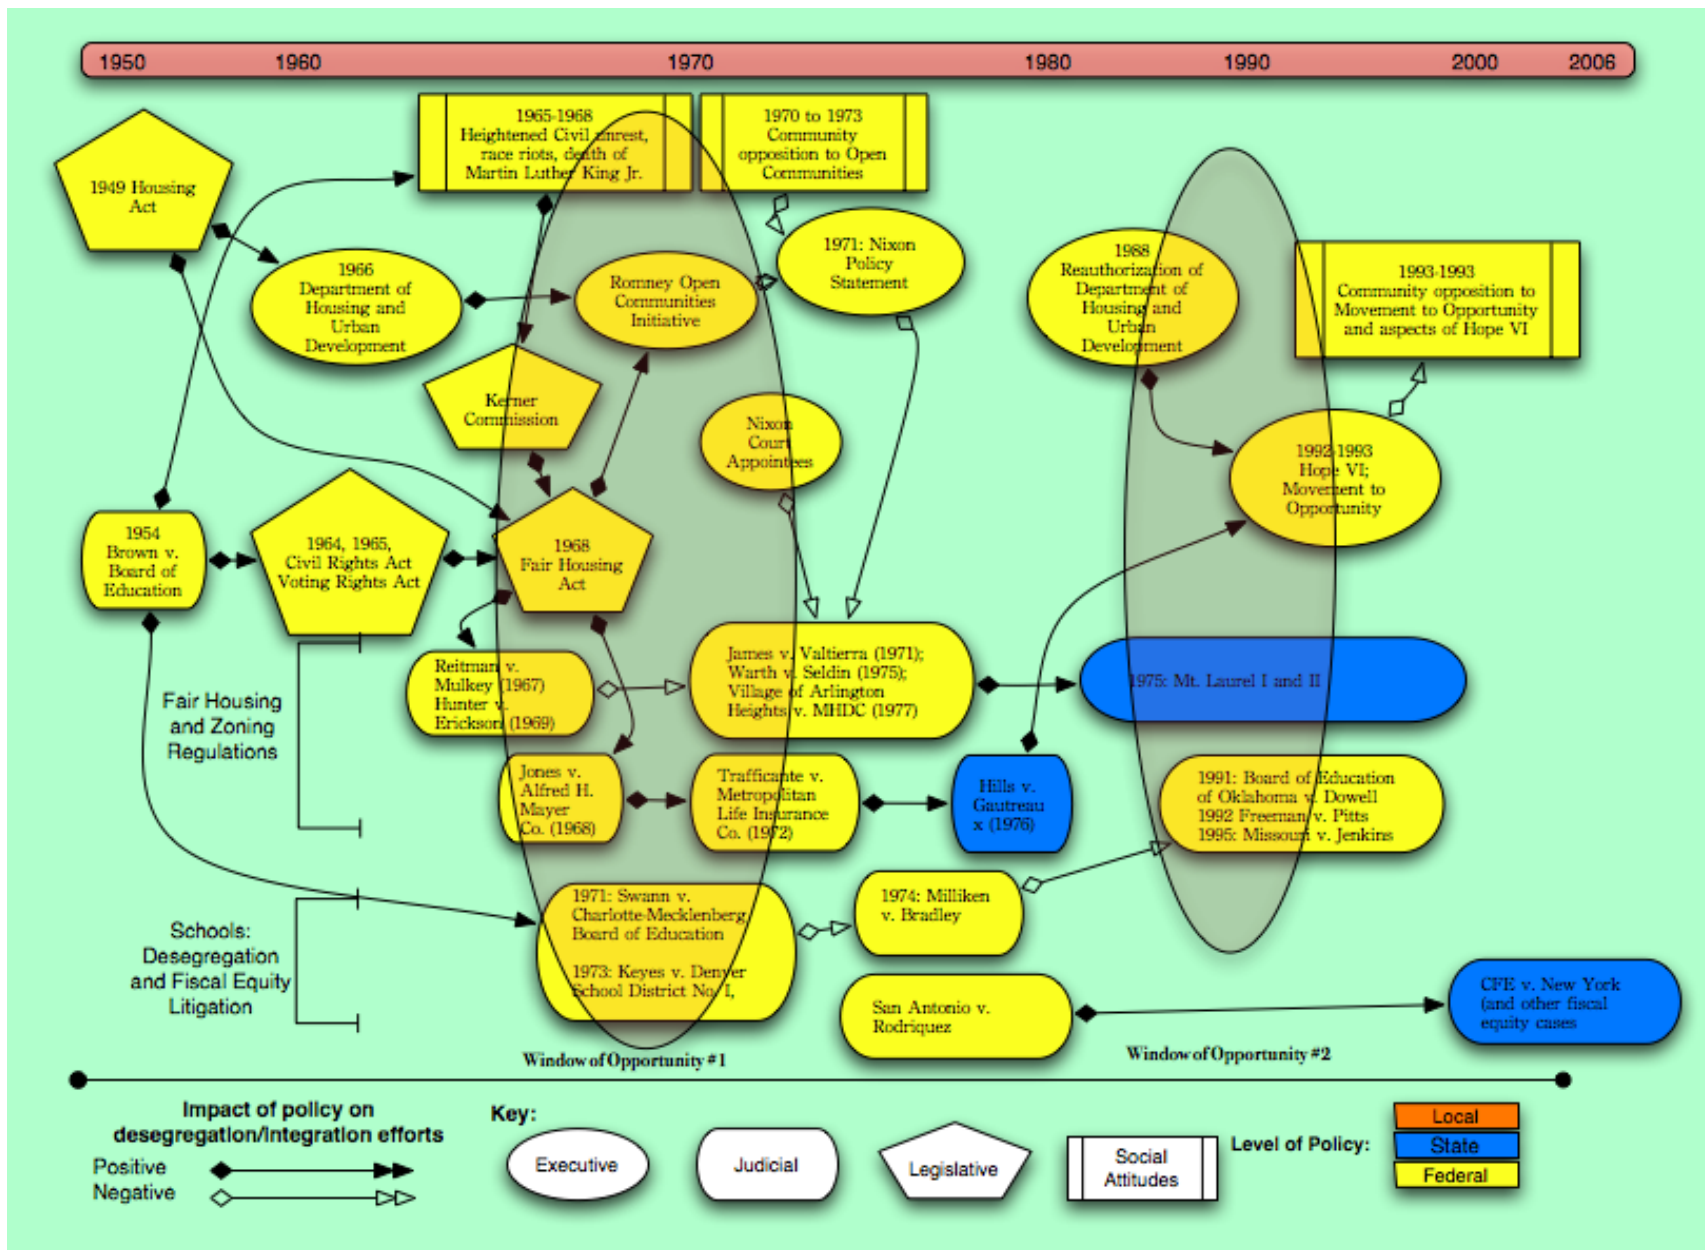 1950 1960 1970 1980 1990 2000 2006
1949 Housing
Act
1965-1968
Heightened Civil unrest,
race riots, death of
Martin Luther King Jr.
1970 to 1973
Community
opposition to Open
Communities
1966
Department of
Housing and
Urban
Development
Romney Open
Communities
Initiative
1971: Nixon
Policy
Statement
1988
Reauthorization of
Department of
Housing and
Urban
Development
1993-1993
Community opposition to
Movement to Opportunity
and aspects of Hope VI
Kerner
Commission
Nixon
Court
Appointees
1992-1993
Hope VI;
Movement to
Opportunity
1954
Brown v.
Board of
Education
1964, 1965,
Civil Rights Act
Voting Rights Act
1968
Fair Housing
Act
Fair Housing
and Zoning
Regulations
Reitman v.
Mulkey (1967)
Hunter v.
Erickson (1969)
James v. Valtierra (1971);
Warth v. Seldin (1975);
Village of Arlington
Heights v. MHDC (1977)
1975: Mt. Laurel I and II
Jones v.
Alfred H.
Mayer
Co. (1968)
Trafficante v.
Metropolitan
Life Insurance
Co. (1972)
Hills v.
Gautreau
x (1976)
1991: Board of Education
of Oklahoma v. Dowell
1992 Freeman v. Pitts
1995: Missouri v. Jenkins
Schools:
Desegregation
and Fiscal Equity
Litigation
1971: Swann v.
Charlotte-Mecklenberg
Board of Education
1973: Keyes v. Denver
School District No. I,
1974: Milliken
v. Bradley
San Antonio v.
Rodriquez
CFE v. New York
(and other fiscal
equity cases
Window of Opportunity #1
Window of Opportunity #2
Impact of policy on
desegregation/integration efforts
Positive
Negative
Key:
Executive
Judicial
Legislative
Social
Attitudes
Level of Policy:
Local
State
Federal